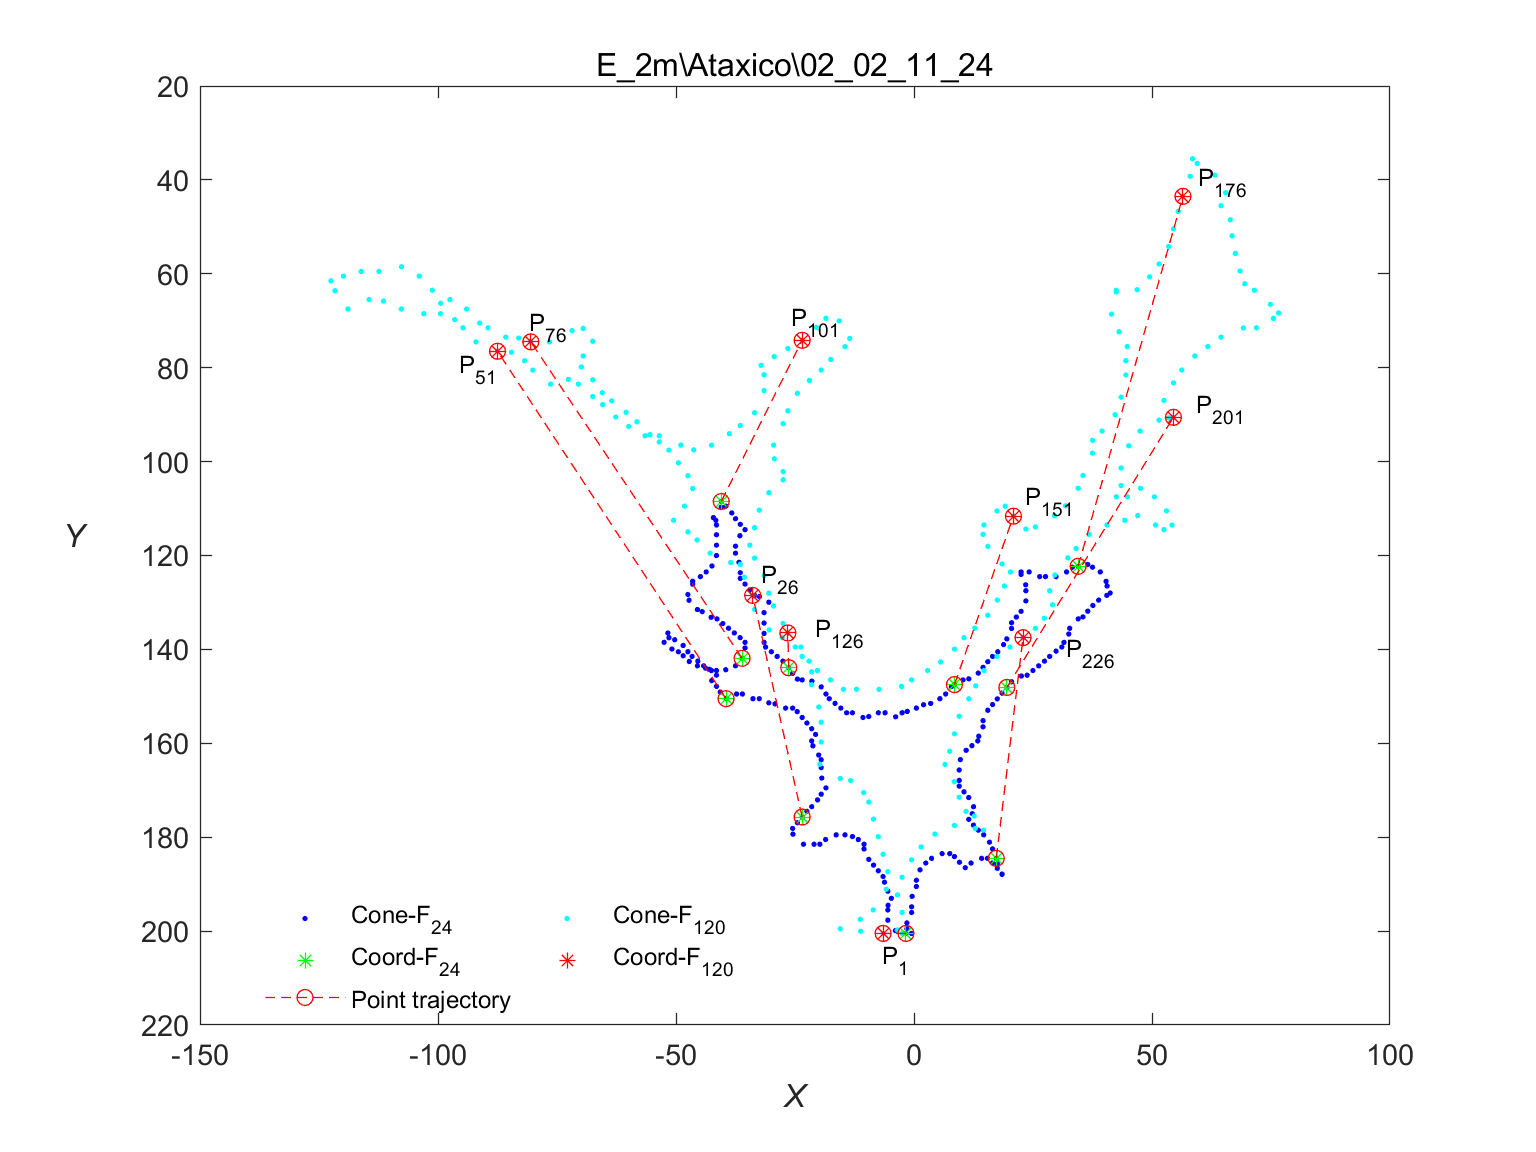 E_2m\Ataxico\02_02_11_24
20
40
60
80
100
120
140
160
180
200
220
Y
-150
-100
-50
0
50
100
X
P176
P101
P76
P51
P201
P151
P26
P126
P226
P1
Cone-F24
Cone-F120
Coord-F24
Coord-F120
Point trajectory